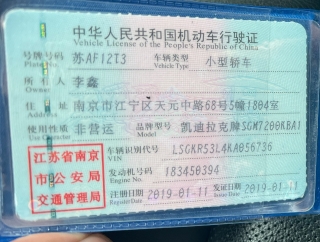 中华人民共和国机动车行驶证
Vehicle License of the People's Republic of China
号牌号码 苏AF12T3 车辆类型 小型轿车
Plate No. Vehicle Type
所有人 李鑫
Owner
住址 南京市江宁区天元中路68号5幢1804室
Address
使用性质 非营运 品牌型号 凯迪拉克牌SGM7200KBA1
Use Character Model
江苏省南京市公安局交通管理局
车辆识别代号 LSGKR53L4KA056736
VIN
发动机号码 183450394
Engine No.
注册日期 2019-01-11 发证日期 2019-01-11
Register Date Issue Date